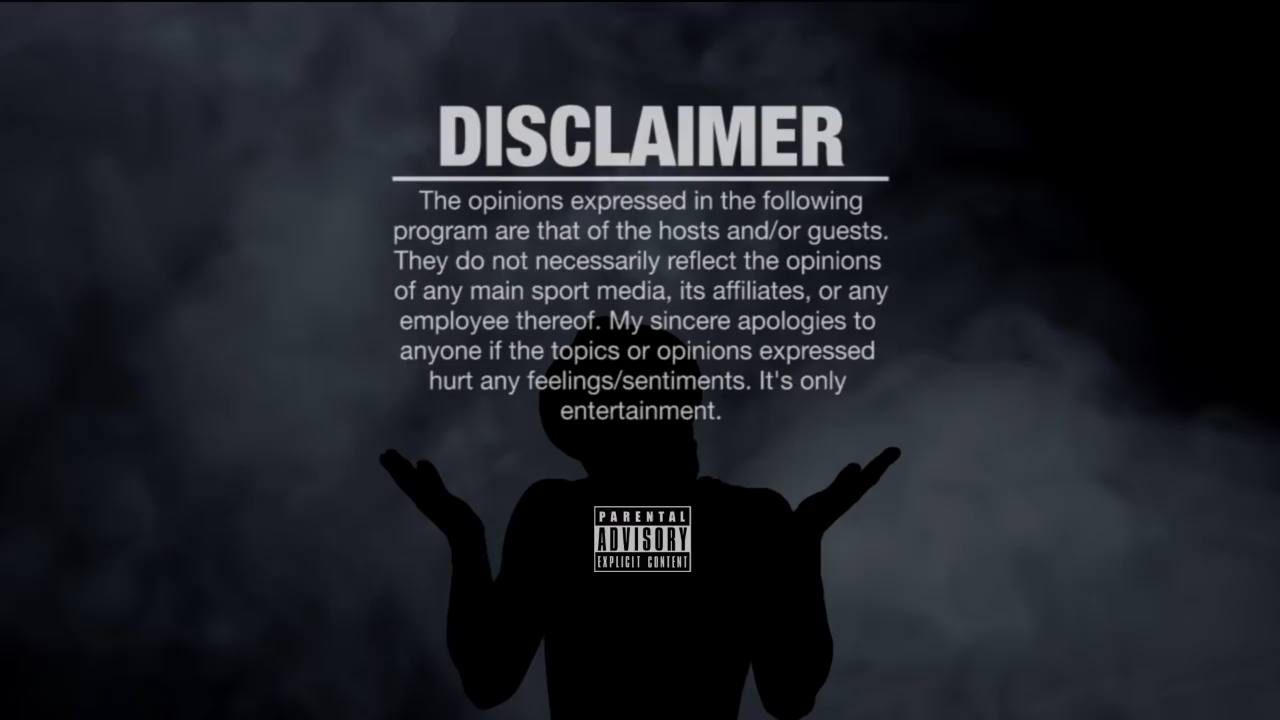 DISCLAIMER
The opinions expressed in the following
program are that of the hosts and/or guests.
They do not necessarily reflect the opinions
of any main sport media, its affiliates, or any
employee thereof. My sincere apologies to
anyone if the topics or opinions expressed
hurt any feelings/sentiments. It's only
entertainment.
PARENTAL
ADVISORY
EXPLICIT CONTENT